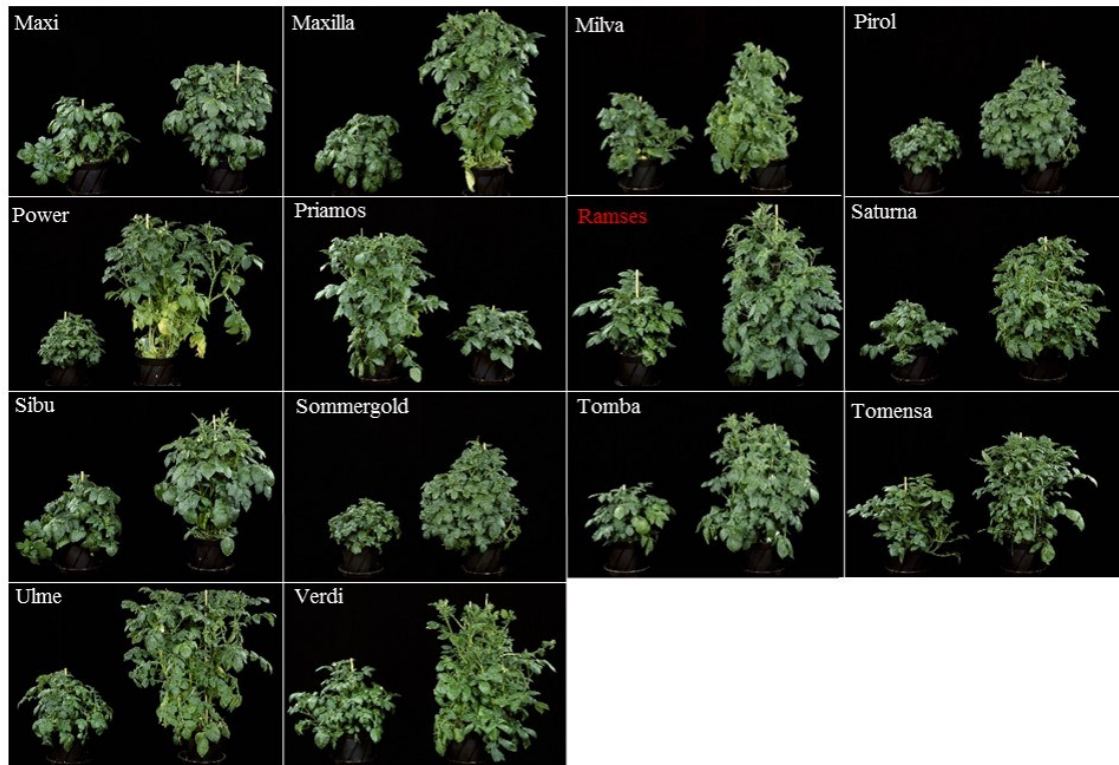 Maxi
Maxilla
Milva
Pirol
Power
Priamos
Ramses
Saturna
Sibu
Sommergold
Tomba
Tomensa
Ulme
Verdi